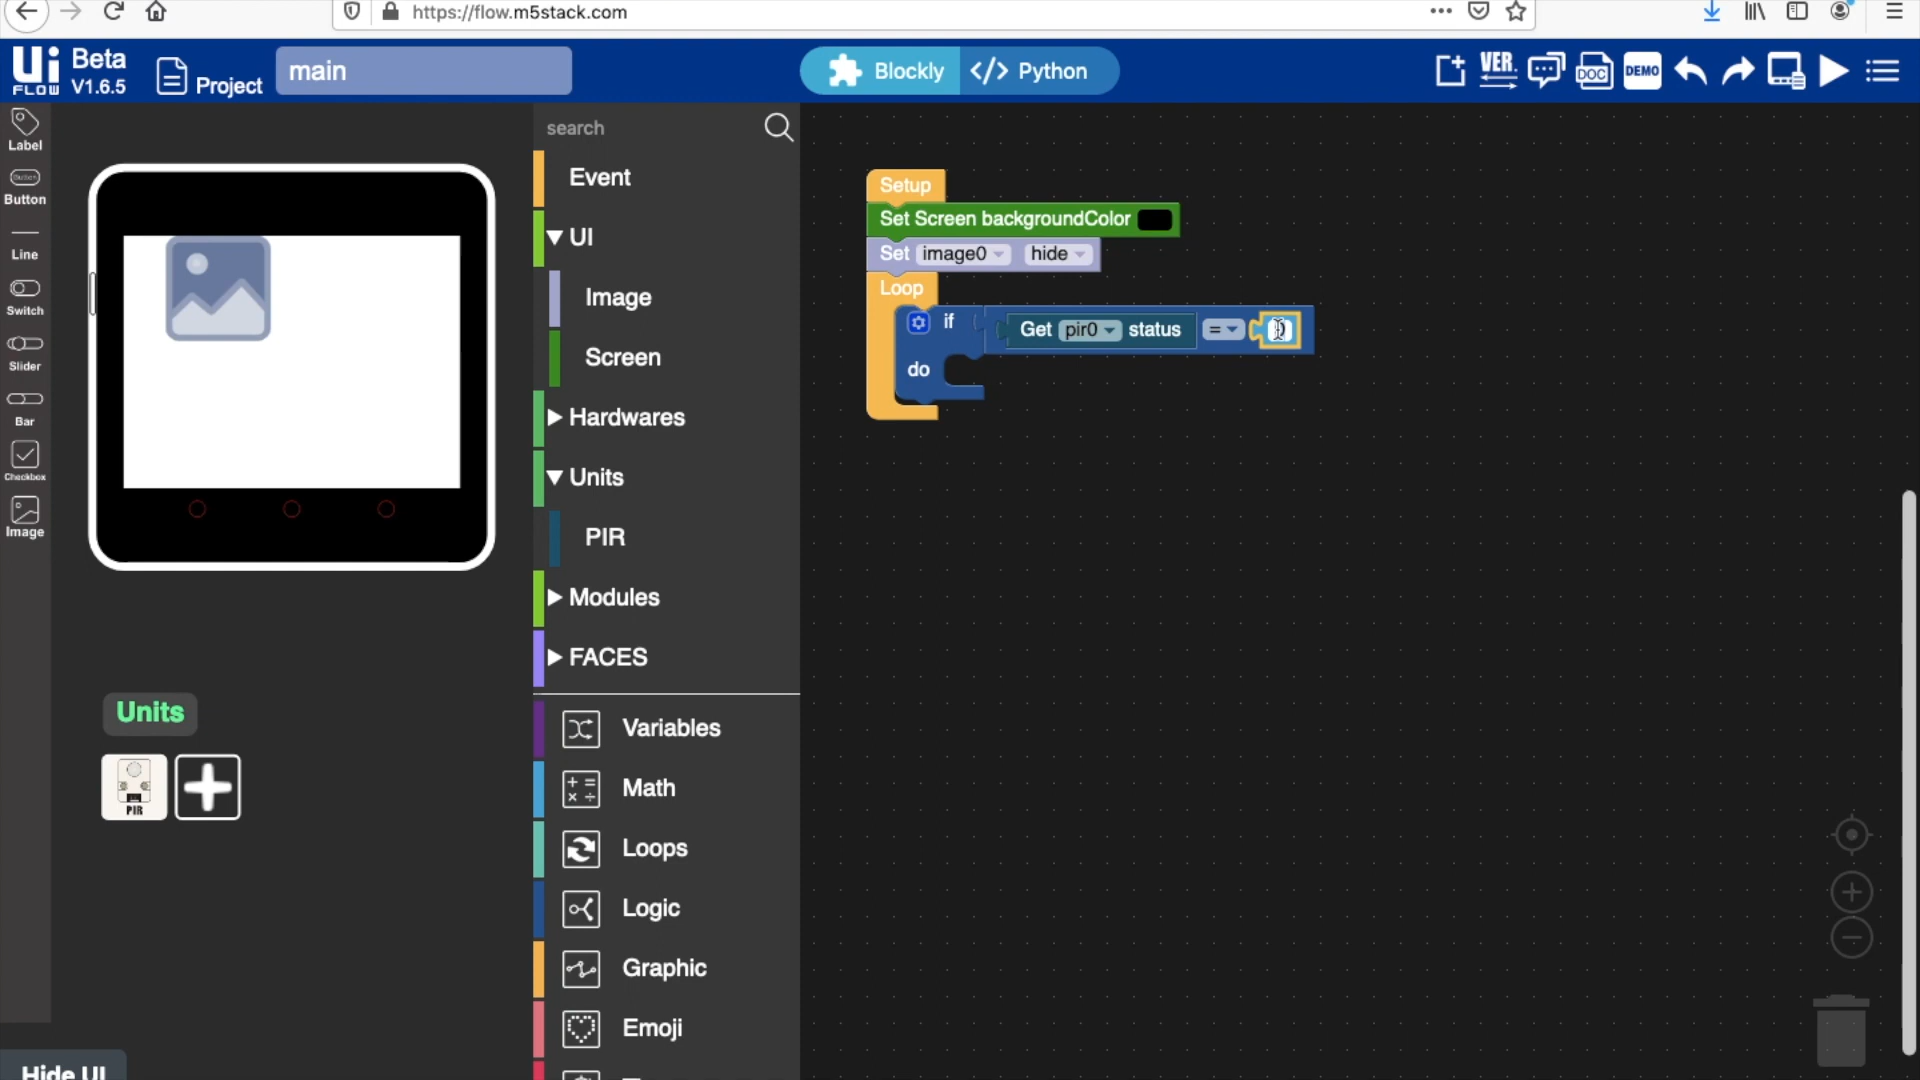 https://flow.m5stack.com
Ui
FLOW
Beta
V1.6.5
Project
main
Blockly
</> Python
VER.
DOC
DEMO
Label
Button
Line
Switch
Slider
Bar
Checkbox
Image
search
Event
UI
Image
Screen
Hardwares
Units
PIR
Modules
FACES
Variables
Math
Loops
Logic
Graphic
Emoji
Setup
Set Screen backgroundColor
Set image0 hide
Loop
if Get pir0 status =
do
Units
PIR
Hide UI